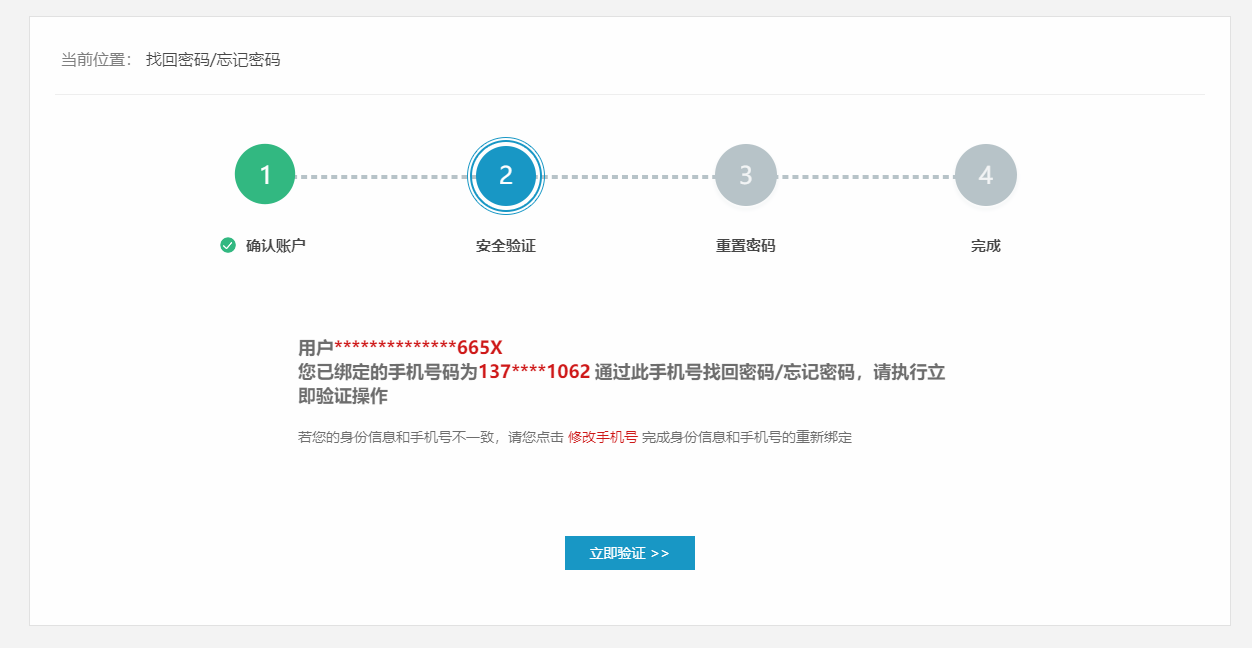 当前位置： 找回密码/忘记密码
1 2 3 4
确认账户 安全验证 重置密码 完成
用户**************665X
您已绑定的手机号码为137****1062 通过此手机号找回密码/忘记密码，请执行立
即验证操作
若您的身份信息和手机号不一致，请您点击 修改手机号 完成身份信息和手机号的重新绑定
立即验证 >>